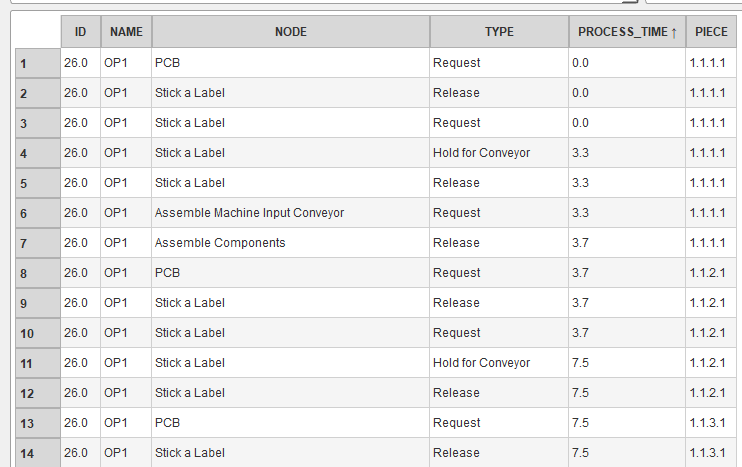 ID NAME NODE TYPE PROCESS_TIME ↑ PIECE
1 26.0 OP1 PCB Request 0.0 1.1.1.1
2 26.0 OP1 Stick a Label Release 0.0 1.1.1.1
3 26.0 OP1 Stick a Label Request 0.0 1.1.1.1
4 26.0 OP1 Stick a Label Hold for Conveyor 3.3 1.1.1.1
5 26.0 OP1 Stick a Label Release 3.3 1.1.1.1
6 26.0 OP1 Assemble Machine Input Conveyor Request 3.3 1.1.1.1
7 26.0 OP1 Assemble Components Release 3.7 1.1.1.1
8 26.0 OP1 PCB Request 3.7 1.1.2.1
9 26.0 OP1 Stick a Label Release 3.7 1.1.2.1
10 26.0 OP1 Stick a Label Request 3.7 1.1.2.1
11 26.0 OP1 Stick a Label Hold for Conveyor 7.5 1.1.2.1
12 26.0 OP1 Stick a Label Release 7.5 1.1.2.1
13 26.0 OP1 PCB Request 7.5 1.1.3.1
14 26.0 OP1 Stick a Label Release 7.5 1.1.3.1